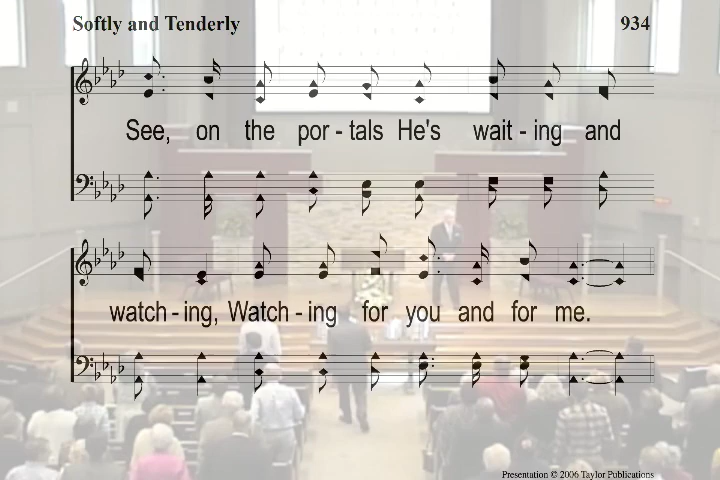 Softly and Tenderly 934
See, on the por - tals He's wait - ing and
watch - ing, Watch - ing for you and for me.
Presentation © 2006 Taylor Publications